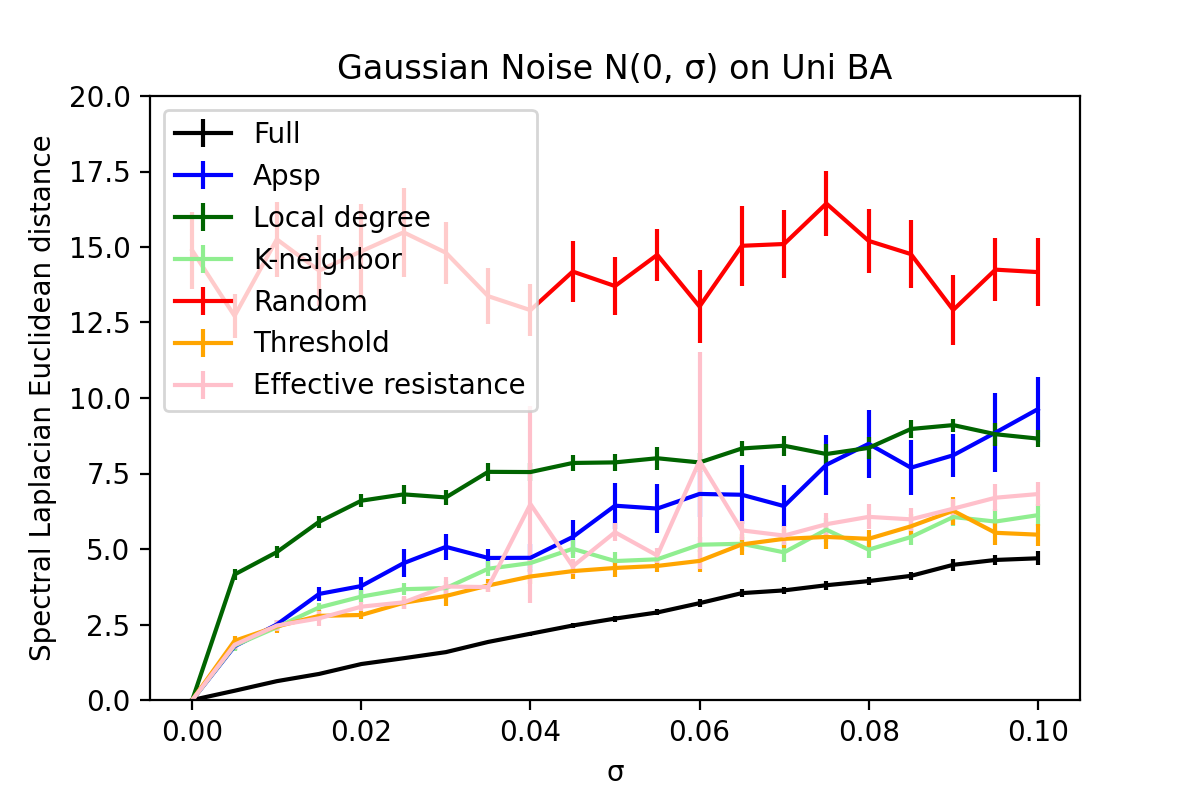 Gaussian Noise N(0, σ) on Uni BA
Spectral Laplacian Euclidean distance
20.0
17.5
15.0
12.5
10.0
7.5
5.0
2.5
0.0
Full
Apsp
Local degree
K-neighbor
Random
Threshold
Effective resistance
0.00 0.02 0.04 0.06 0.08 0.10
σ